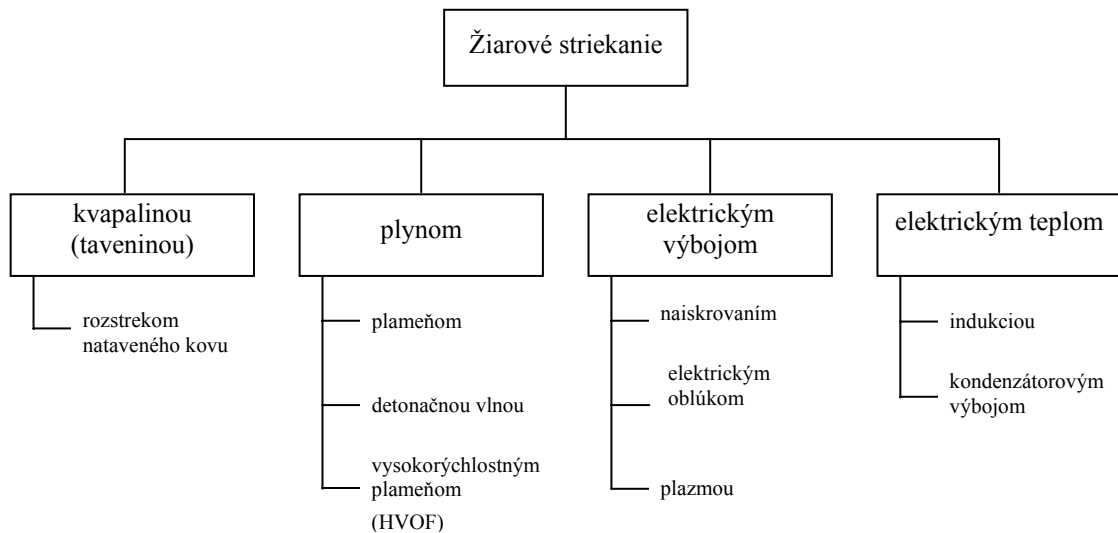 Žiarové striekanie
kvapalinou
(taveninou)
rozstrekom
nataveného kovu
plynom
plameňom
detonačnou vlnou
vysokorýchlostným
plameňom
(HVOF)
elektrickým
výbojom
naiskrovaním
elektrickým
oblúkom
plazmou
elektrickým teplom
indukciou
kondenzátorovým
výbojom